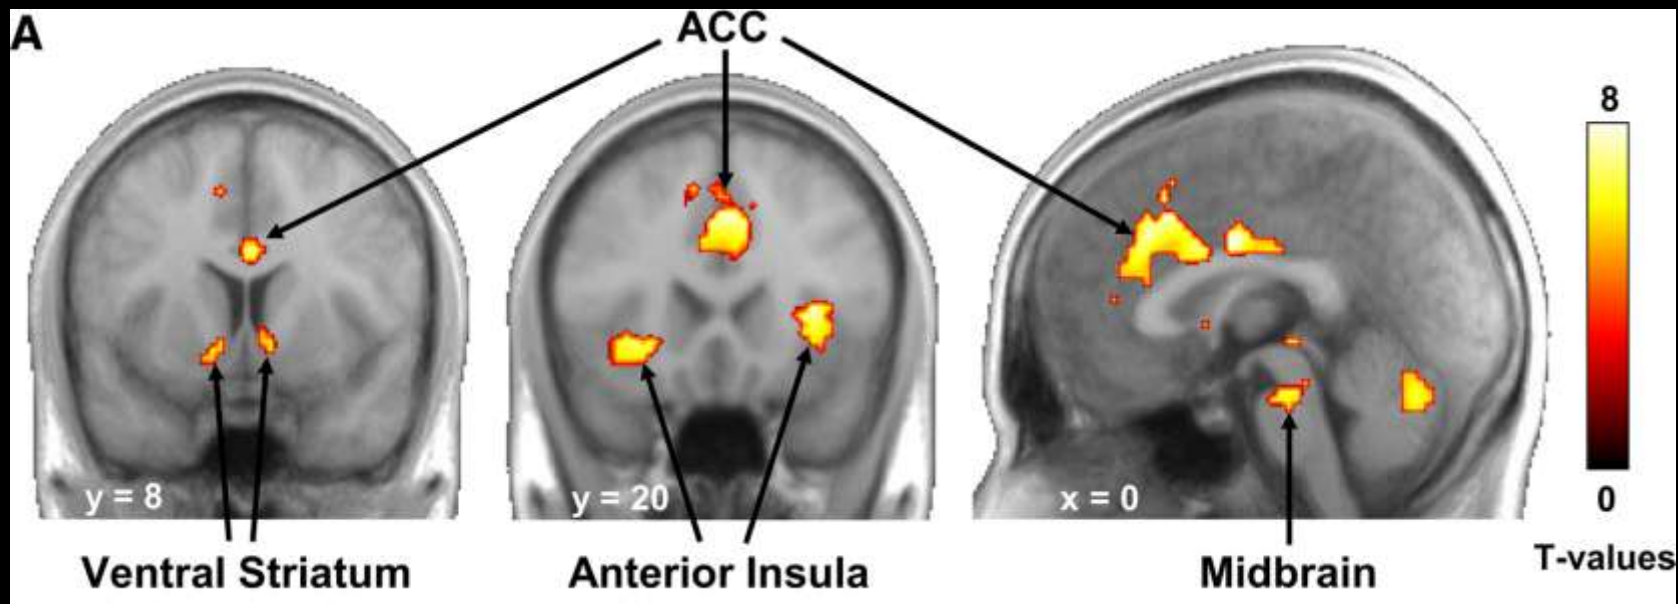 A
ACC
8
0
T-values
y = 8
y = 20
x = 0
Ventral Striatum
Anterior Insula
Midbrain